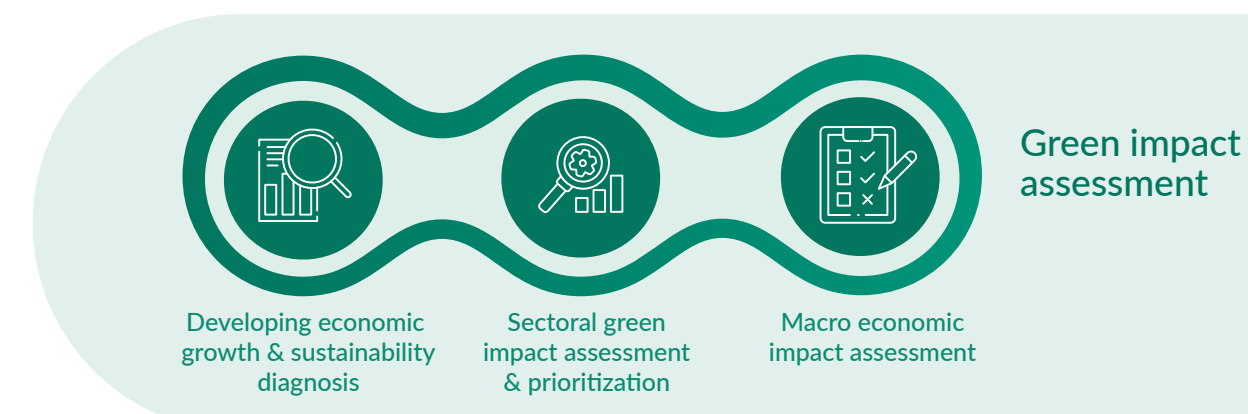 Green impact
assessment
Developing economic
growth & sustainability
diagnosis
Sectoral green
impact assessment
& prioritization
Macro economic
impact assessment